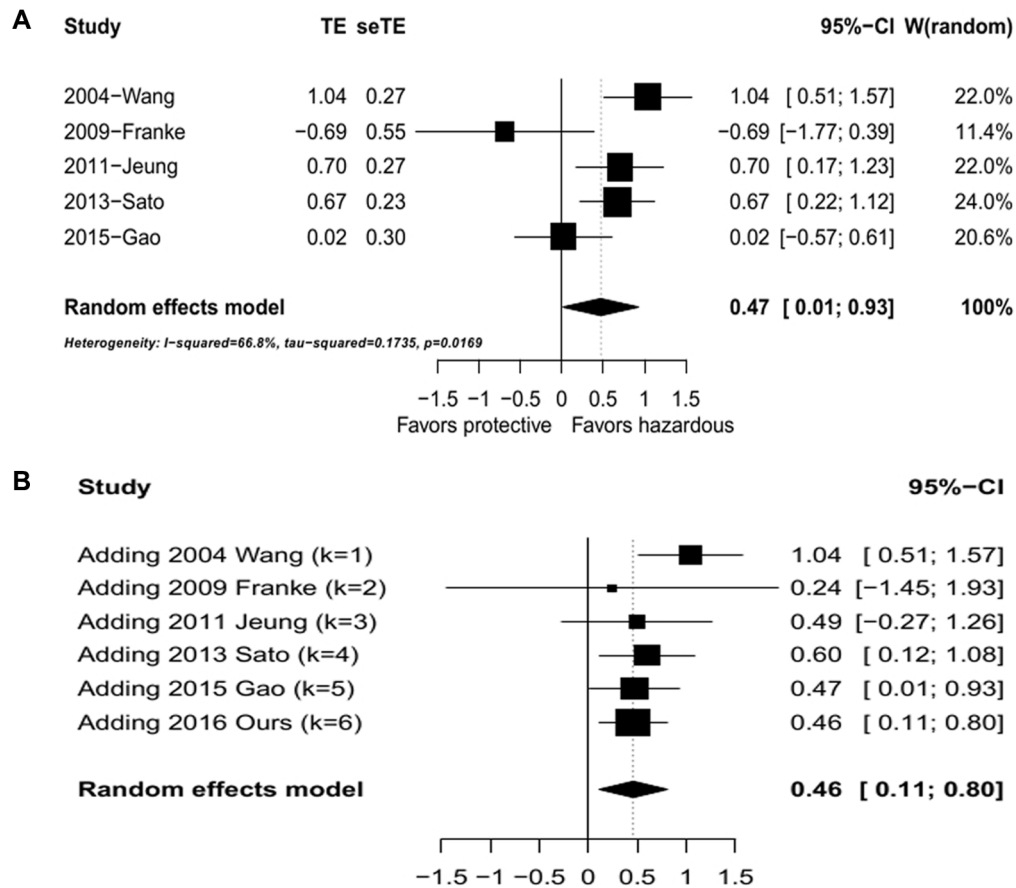 A Study TE seTE 95%−CI W(random)
2004−Wang 1.04 0.27 1.04 [ 0.51; 1.57] 22.0%
2009−Franke −0.69 0.55 −0.69 [−1.77; 0.39] 11.4%
2011−Jeung 0.70 0.27 0.70 [ 0.17; 1.23] 22.0%
2013−Sato 0.67 0.23 0.67 [ 0.22; 1.12] 24.0%
2015−Gao 0.02 0.30 0.02 [−0.57; 0.61] 20.6%
Random effects model 0.47 [ 0.01; 0.93] 100%
Heterogeneity: I−squared=66.8%, tau−squared=0.1735, p=0.0169
−1.5 −1 −0.5 0 0.5 1 1.5
Favors protective Favors hazardous
B Study 95%−CI
Adding 2004 Wang (k=1) 1.04 [ 0.51; 1.57]
Adding 2009 Franke (k=2) 0.24 [−1.45; 1.93]
Adding 2011 Jeung (k=3) 0.49 [−0.27; 1.26]
Adding 2013 Sato (k=4) 0.60 [ 0.12; 1.08]
Adding 2015 Gao (k=5) 0.47 [ 0.01; 0.93]
Adding 2016 Ours (k=6) 0.46 [ 0.11; 0.80]
Random effects model 0.46 [ 0.11; 0.80]
−1.5 −1 −0.5 0 0.5 1 1.5